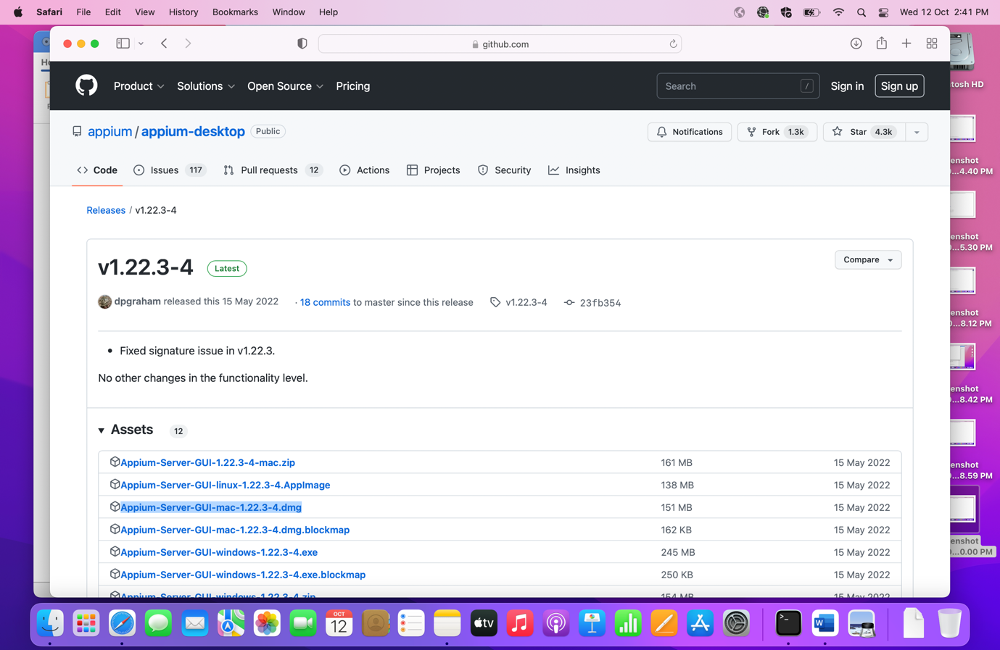 Safari File Edit View History Bookmarks Window Help Wed 12 Oct 2:41 PM
github.com
Product Solutions Open Source Pricing Search / Sign in Sign up
tosh HD
appium / appium-desktop Public Notifications Fork 1.3k Star 4.3k
enshot
...4.40 PM
Code Issues 117 Pull requests 12 Actions Projects Security Insights
Releases / v1.22.3-4
enshot
...5.30 PM
v1.22.3-4 Latest Compare
dpgraham released this 15 May 2022 · 18 commits to master since this release v1.22.3-4 23fb354
enshot
...8.12 PM
• Fixed signature issue in v1.22.3.
No other changes in the functionality level.
enshot
...8.42 PM
Assets 12
Appium-Server-GUI-1.22.3-4-mac.zip 161 MB 15 May 2022
enshot
...8.59 PM
Appium-Server-GUI-linux-1.22.3-4.AppImage 138 MB 15 May 2022
Appium-Server-GUI-mac-1.22.3-4.dmg 151 MB 15 May 2022
Appium-Server-GUI-mac-1.22.3-4.dmg.blockmap 162 KB 15 May 2022
enshot
...0.00 PM
Appium-Server-GUI-windows-1.22.3-4.exe 245 MB 15 May 2022
Appium-Server-GUI-windows-1.22.3-4.exe.blockmap 250 KB 15 May 2022
Appium-Server-GUI-windows-1.22.3-4.zip 154 MB 15 May 2022
OCT
12
tv
W